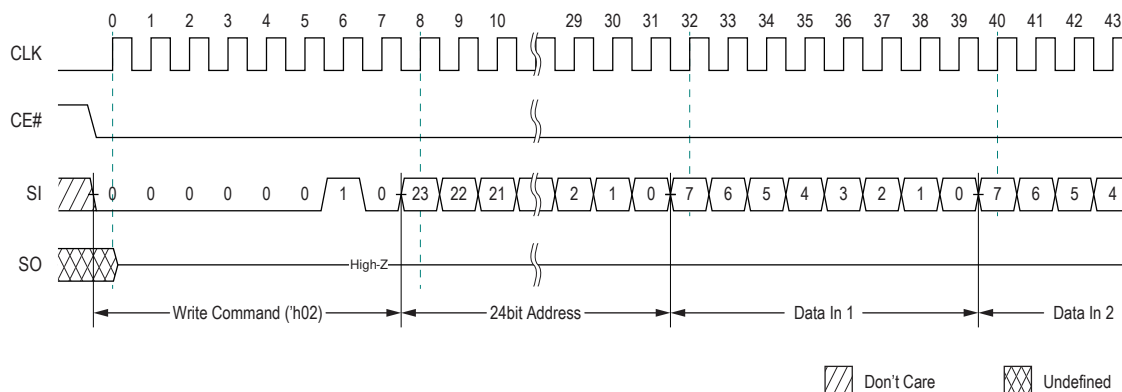 0 1 2 3 4 5 6 7 8 9 10 29 30 31 32 33 34 35 36 37 38 39 40 41 42 43
CLK
CE#
SI 0 0 0 0 0 0 1 0 23 22 21 2 1 0 7 6 5 4 3 2 1 0 7 6 5 4
SO High-Z
Write Command ('h02) 24bit Address Data In 1 Data In 2
Don't Care Undefined